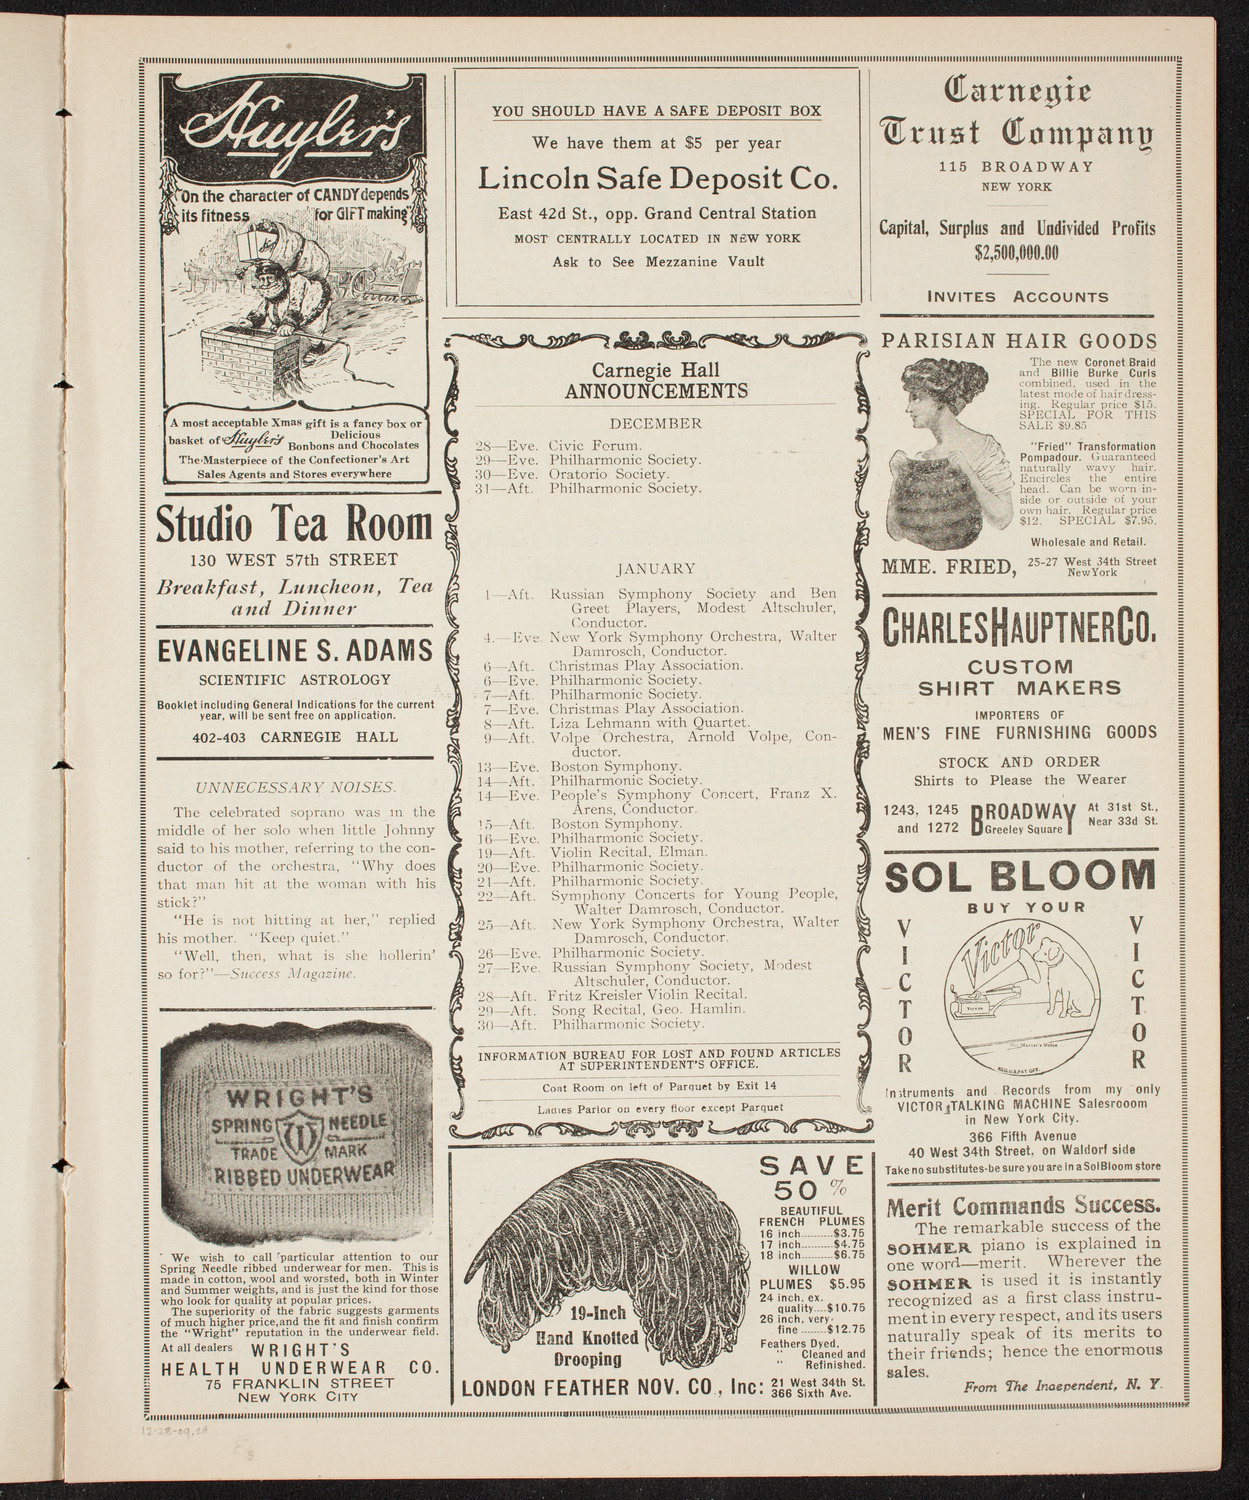 Huyler's
"On the character of CANDY depends
its fitness for GIFT making"
A most acceptable Xmas gift is a fancy box or
basket of Huyler's Delicious
Bonbons and Chocolates
The Masterpiece of the Confectioner's Art
Sales Agents and Stores everywhere
Studio Tea Room
130 WEST 57th STREET
Breakfast, Luncheon, Tea
and Dinner
EVANGELINE S. ADAMS
SCIENTIFIC ASTROLOGY
Booklet including General Indications for the current
year, will be sent free on application.
402-403 CARNEGIE HALL
UNNECESSARY NOISES.
The celebrated soprano was in the
middle of her solo when little Johnny
said to his mother, referring to the con-
ductor of the orchestra, "Why does
that man hit at the woman with his
stick?"
"He is not hitting at her," replied
his mother. "Keep quiet."
"Well, then, what is she hollerin'
so for?"—Success Magazine.
WRIGHT'S
SPRING NEEDLE
TRADE MARK
RIBBED UNDERWEAR
We wish to call particular attention to our
Spring Needle ribbed underwear for men. This is
made in cotton, wool and worsted, both in Winter
and Summer weights, and is just the kind for those
who look for quality at popular prices.
The superiority of the fabric suggests garments
of much higher price, and the fit and finish confirm
the "Wright" reputation in the underwear field.
At all dealers WRIGHT'S
HEALTH UNDERWEAR CO.
75 FRANKLIN STREET
NEW YORK CITY
YOU SHOULD HAVE A SAFE DEPOSIT BOX
We have them at $5 per year
Lincoln Safe Deposit Co.
East 42d St., opp. Grand Central Station
MOST CENTRALLY LOCATED IN NEW YORK
Ask to See Mezzanine Vault
Carnegie Hall
ANNOUNCEMENTS
DECEMBER
28—Eve. Civic Forum.
29—Eve. Philharmonic Society.
30—Eve. Oratorio Society.
31—Aft. Philharmonic Society.
JANUARY
1—Aft. Russian Symphony Society and Ben
Greet Players, Modest Altschuler,
Conductor.
4.—Eve. New York Symphony Orchestra, Walter
Damrosch, Conductor.
6—Aft. Christmas Play Association.
6—Eve. Philharmonic Society.
7—Aft. Philharmonic Society.
7—Eve. Christmas Play Association.
8—Aft. Liza Lehmann with Quartet.
9—Aft. Volpe Orchestra, Arnold Volpe, Con-
ductor.
13—Eve. Boston Symphony.
14—Aft. Philharmonic Society.
14—Eve. People's Symphony Concert, Franz X.
Arens, Conductor.
15—Aft. Boston Symphony.
16—Eve. Philharmonic Society.
19—Aft. Violin Recital, Elman.
20—Eve. Philharmonic Society.
21—Aft. Philharmonic Society.
22—Aft. Symphony Concerts for Young People,
Walter Damrosch, Conductor.
25—Aft. New York Symphony Orchestra, Walter
Damrosch, Conductor.
26—Eve. Philharmonic Society.
27—Eve. Russian Symphony Society, Modest
Altschuler, Conductor.
28—Aft. Fritz Kreisler Violin Recital.
29—Aft. Song Recital, Geo. Hamlin.
30—Aft. Philharmonic Society.
INFORMATION BUREAU FOR LOST AND FOUND ARTICLES
AT SUPERINTENDENT'S OFFICE.
Coat Room on left of Parquet by Exit 14
Ladies Parlor on every floor except Parquet
SAVE
50 %
BEAUTIFUL
FRENCH PLUMES
16 inch..........$3.75
17 inch..........$4.75
18 inch..........$6.75
WILLOW
PLUMES $5.95
24 inch. ex.
quality....$10.75
26 inch. very
fine .......$12.75
Feathers Dyed,
" Cleaned and
" Refinished.
19-Inch
Hand Knotted
Drooping
LONDON FEATHER NOV. CO., Inc: 21 West 34th St.
366 Sixth Ave.
Carnegie
Trust Company
115 BROADWAY
NEW YORK
Capital, Surplus and Undivided Profits
$2,500,000.00
INVITES ACCOUNTS
PARISIAN HAIR GOODS
The new Coronet Braid
and Billie Burke Curls
combined, used in the
latest mode of hair dress-
ing. Regular price $15.
SPECIAL FOR THIS
SALE $9.85
"Fried" Transformation
Pompadour. Guaranteed
naturally wavy hair.
Encircles the entire
head. Can be worn in-
side or outside of your
own hair. Regular price
$12. SPECIAL $7.95.
Wholesale and Retail.
MME. FRIED, 25-27 West 34th Street
New York
CHARLES HAUPTNER CO.
CUSTOM
SHIRT MAKERS
IMPORTERS OF
MEN'S FINE FURNISHING GOODS
STOCK AND ORDER
Shirts to Please the Wearer
1243, 1245 and 1272 BROADWAY Greeley Square At 31st St., Near 33d St.
SOL BLOOM
BUY YOUR
VICTOR
Victor
His Master's Voice
REG.U.S.PAT.OFF.
VICTOR
Instruments and Records from my only
VICTOR TALKING MACHINE Salesrooom
in New York City.
366 Fifth Avenue
40 West 34th Street, on Waldorf side
Take no substitutes-be sure you are in a Sol Bloom store
Merit Commands Success.
The remarkable success of the
SOHMER piano is explained in
one word—merit. Wherever the
SOHMER is used it is instantly
recognized as a first class instru-
ment in every respect, and its users
naturally speak of its merits to
their friends; hence the enormous
sales.
From The Independent, N. Y.
12-28-09.2A